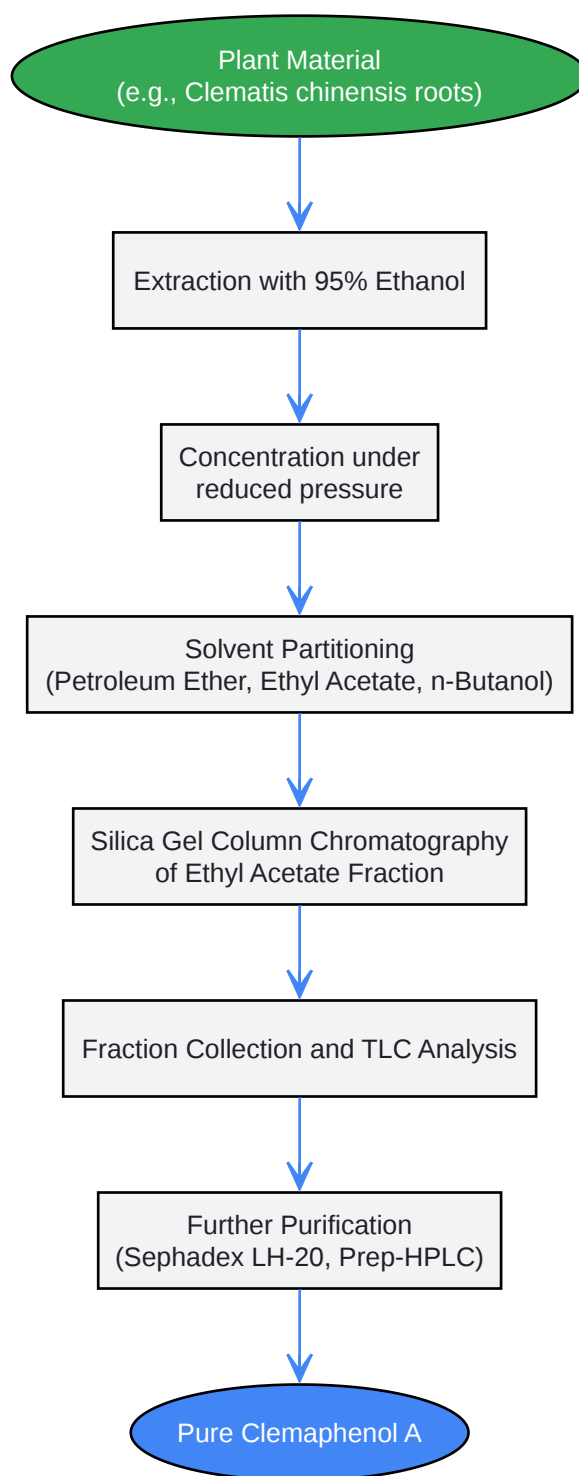 Plant Material
(e.g., Clematis chinensis roots)
Extraction with 95% Ethanol
Concentration under
reduced pressure
Solvent Partitioning
(Petroleum Ether, Ethyl Acetate, n-Butanol)
Silica Gel Column Chromatography
of Ethyl Acetate Fraction
Fraction Collection and TLC Analysis
Further Purification
(Sephadex LH-20, Prep-HPLC)
Pure Clemaphenol A